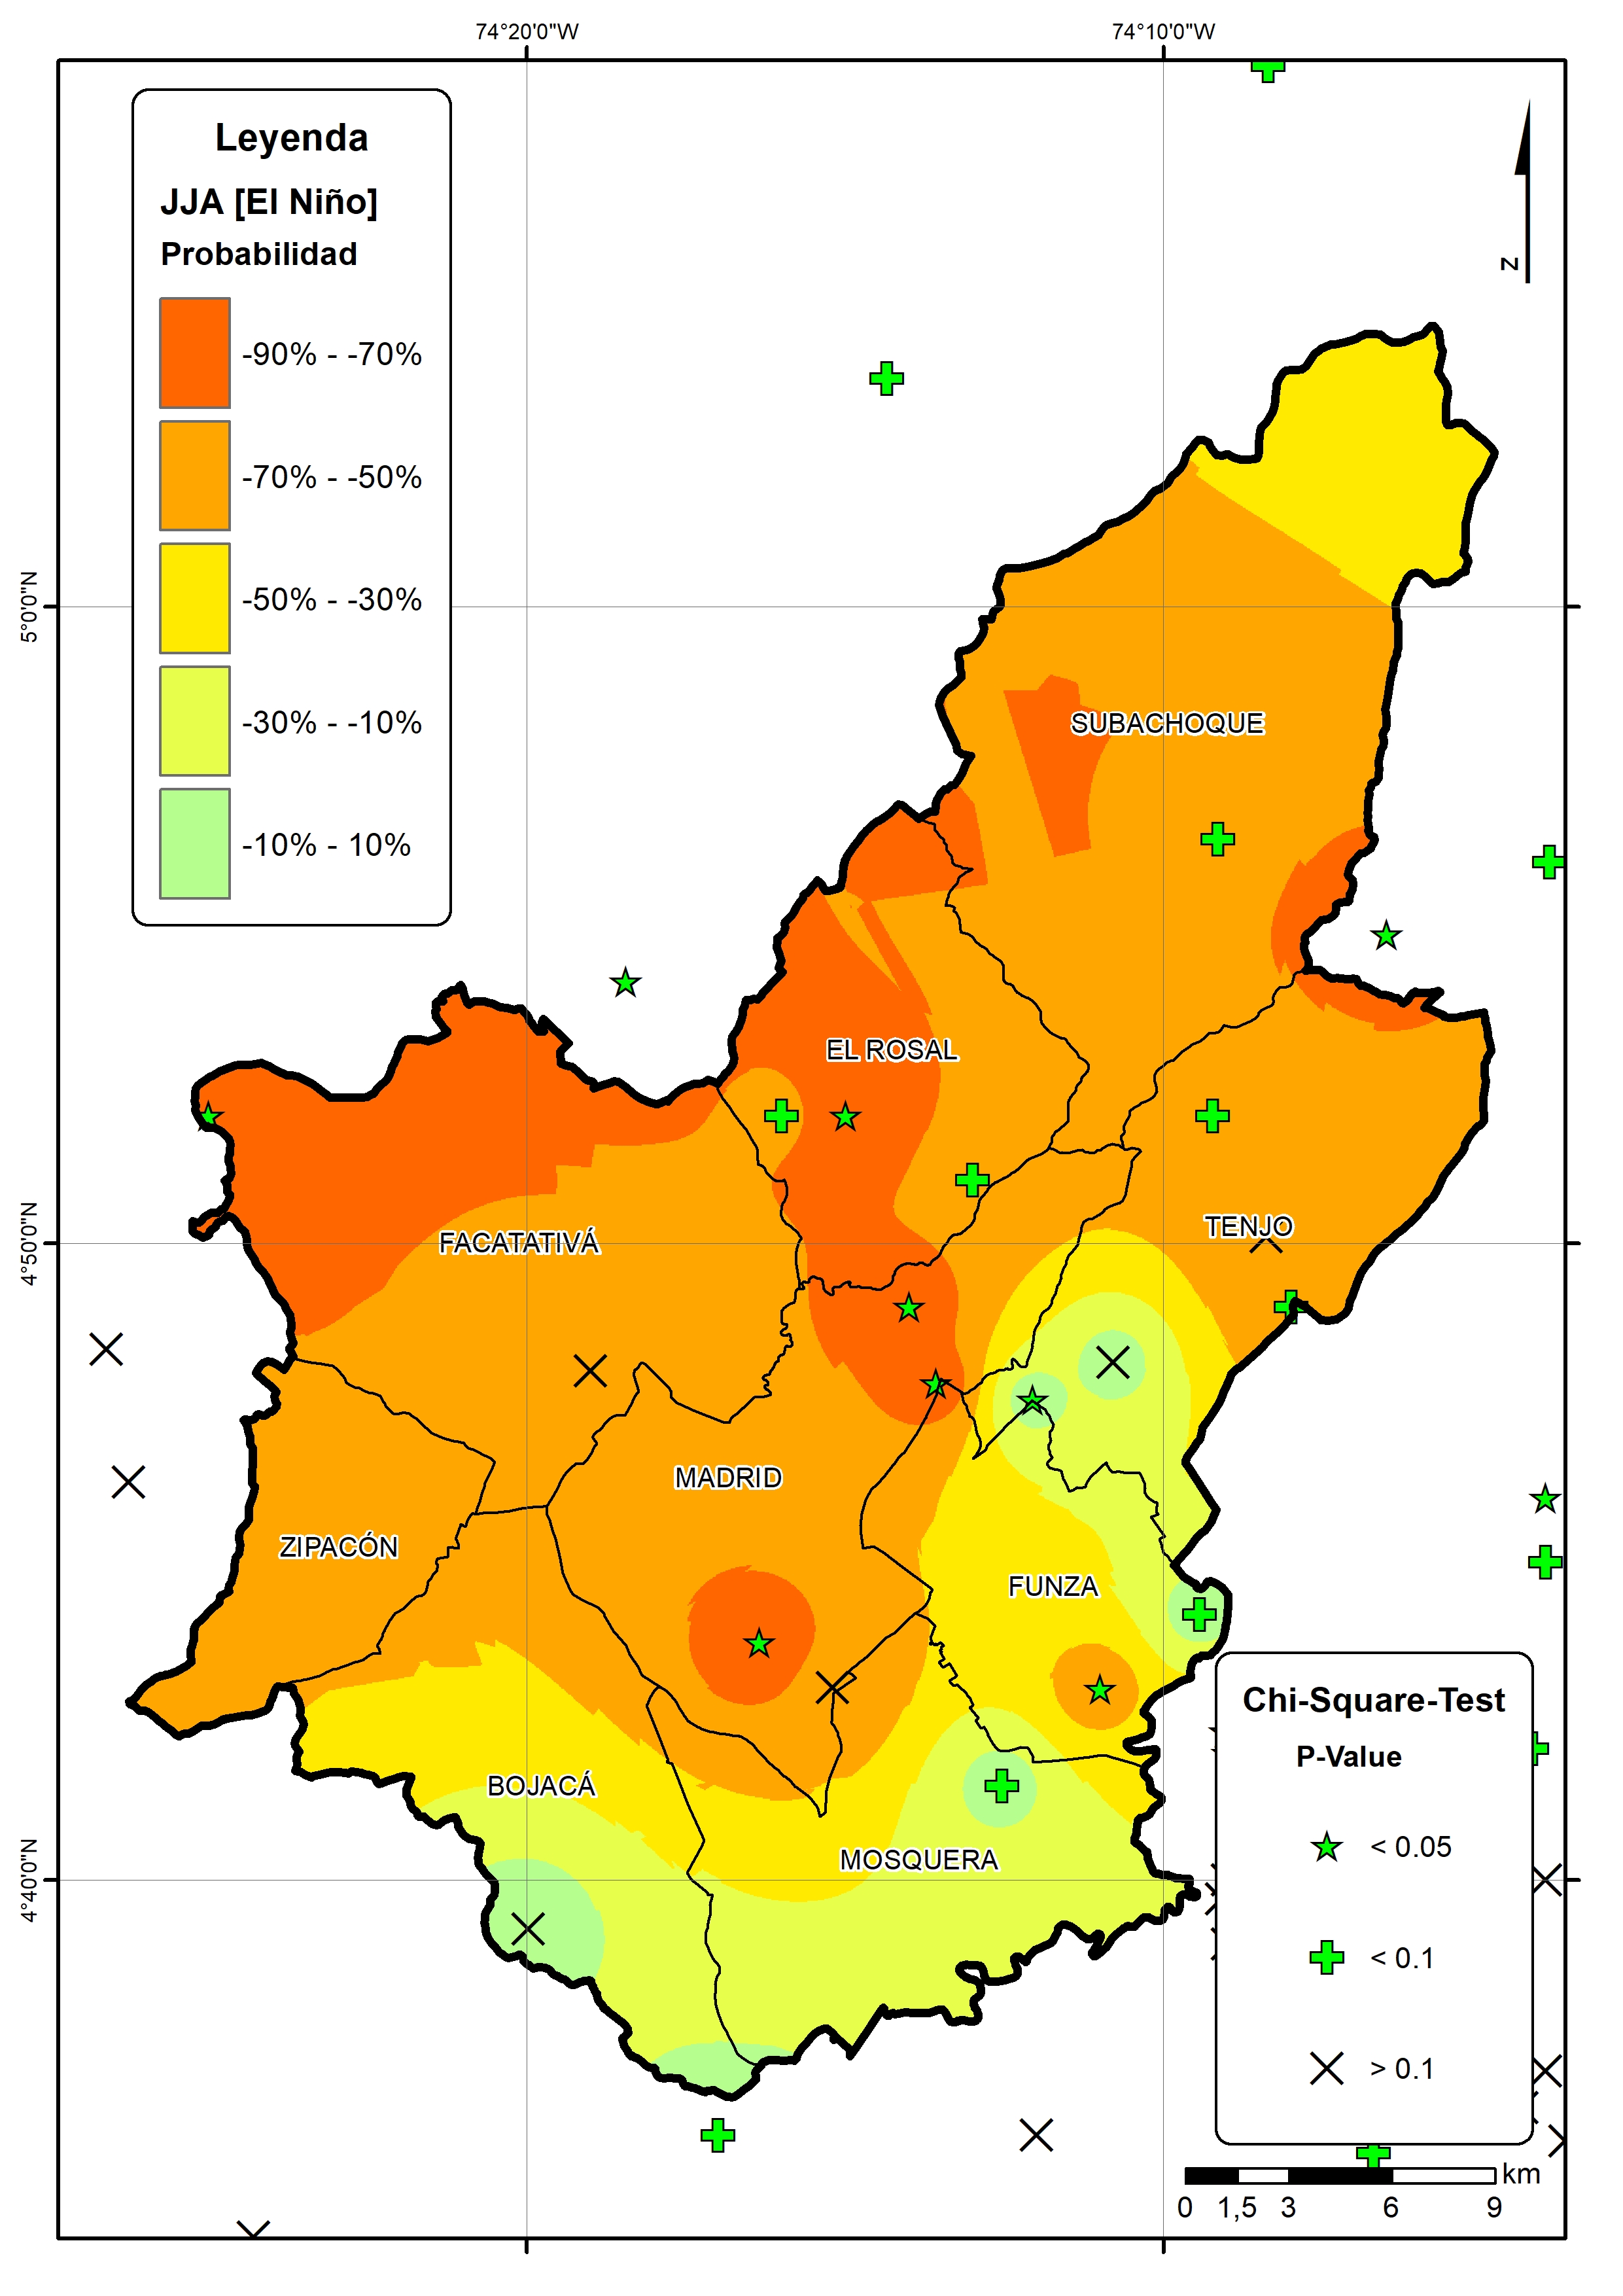 74°20'0"W
74°10'0"W
Leyenda
JJA [El Niño]
Probabilidad
-90% - -70%
-70% - -50%
-50% - -30%
-30% - -10%
-10% - 10%
N
5°0'0"N
4°50'0"N
4°40'0"N
SUBACHOQUE
EL ROSAL
TENJO
FACATATIVÁ
MADRID
ZIPACÓN
FUNZA
BOJACÁ
MOSQUERA
Chi-Square-Test
P-Value
< 0.05
< 0.1
> 0.1
km
0 1,5 3 6 9